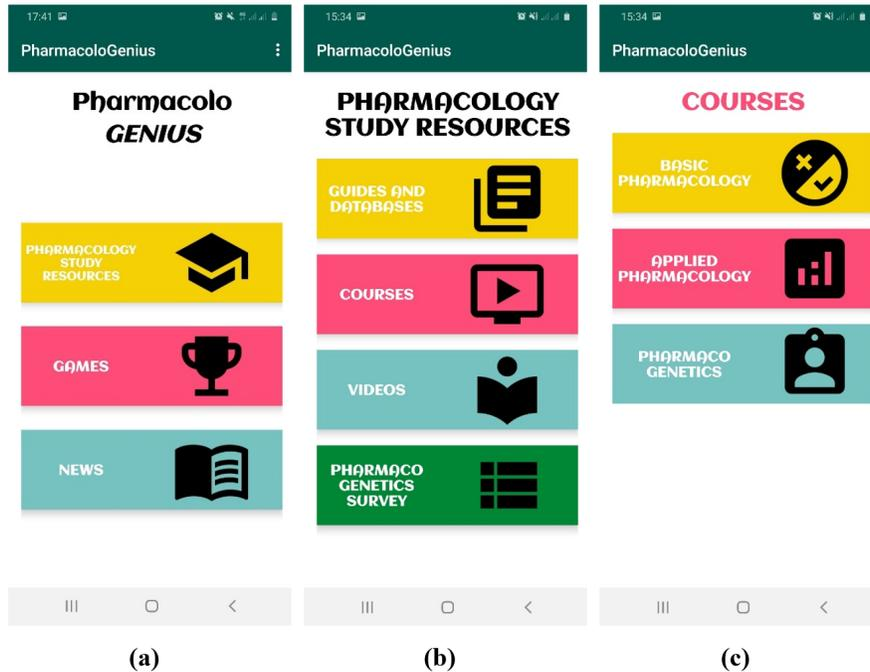 17:41
PharmacoloGenius
Pharmacolo
GENIUS
PHARMACOLOGY
STUDY
RESOURCES
GAMES
NEWS
(a)
15:34
PharmacoloGenius
PHARMACOLOGY
STUDY RESOURCES
GUIDES AND
DATABASES
COURSES
VIDEOS
PHARMACO
GENETICS
SURVEY
(b)
15:34
PharmacoloGenius
COURSES
BASIC
PHARMACOLOGY
APPLIED
PHARMACOLOGY
PHARMACO
GENETICS
(c)